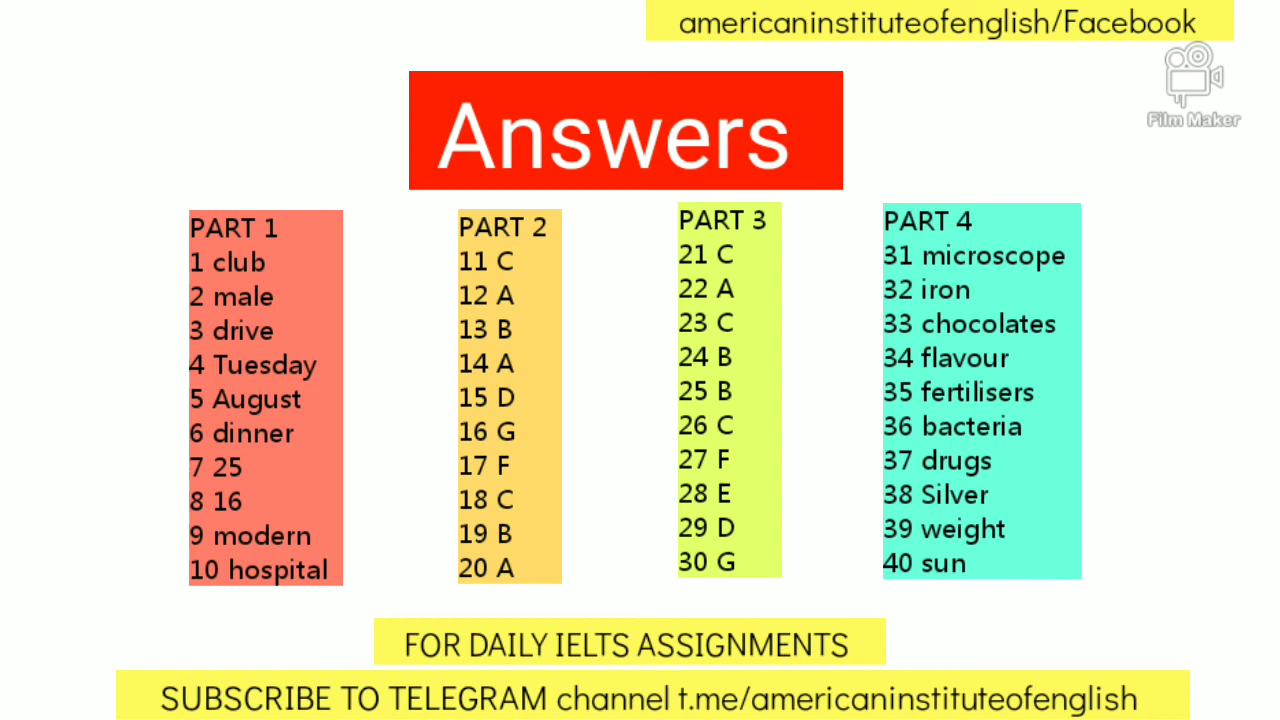 americaninstituteofenglish/Facebook
Film Maker
Answers
PART 1
1 club
2 male
3 drive
4 Tuesday
5 August
6 dinner
7 25
8 16
9 modern
10 hospital
PART 2
11 C
12 A
13 B
14 A
15 D
16 G
17 F
18 C
19 B
20 A
PART 3
21 C
22 A
23 C
24 B
25 B
26 C
27 F
28 E
29 D
30 G
PART 4
31 microscope
32 iron
33 chocolates
34 flavour
35 fertilisers
36 bacteria
37 drugs
38 Silver
39 weight
40 sun
FOR DAILY IELTS ASSIGNMENTS
SUBSCRIBE TO TELEGRAM channel t.me/americaninstituteofenglish